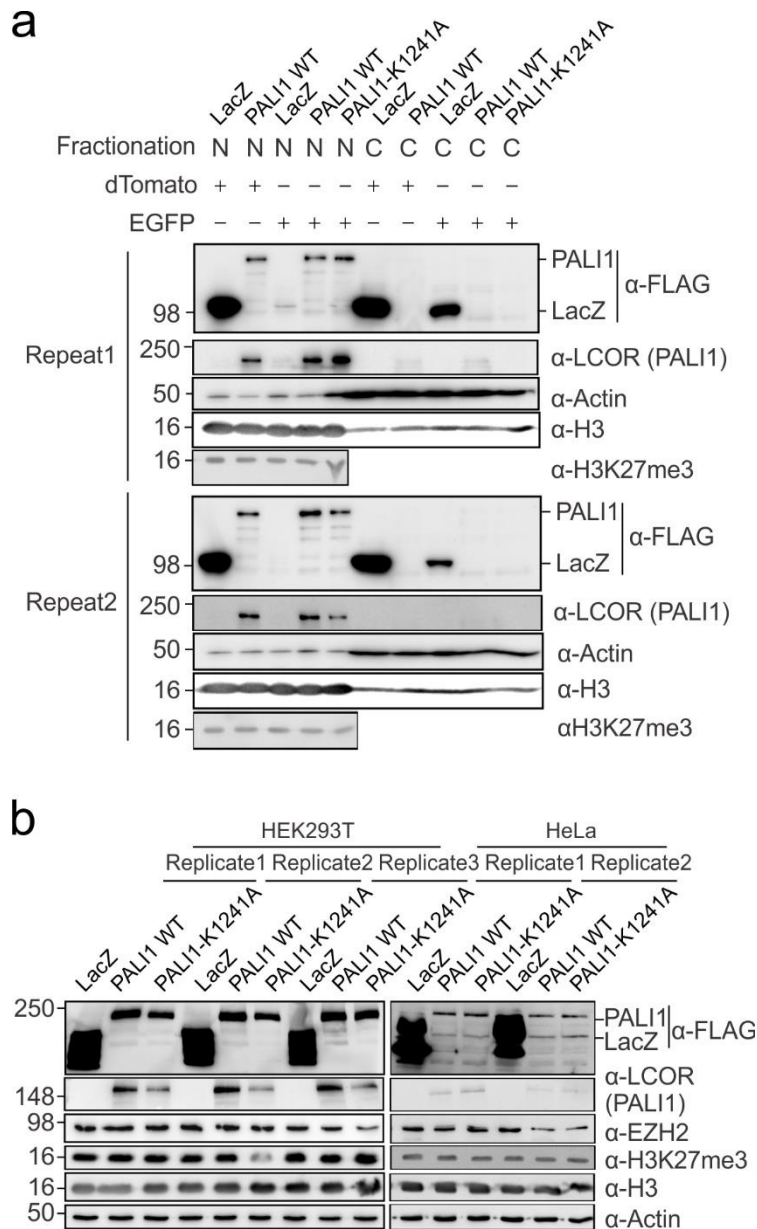 a
LacZ PALI1 WT LacZ PALI1 WT PALI1-K1241A LacZ PALI1 WT LacZ PALI1 WT PALI1-K1241A
Fractionation N N N N N C C C C C
dTomato + + − − − + + − − −
EGFP − − + + + − − + + +
Repeat1
PALI1
98 LacZ
α-FLAG
250 α-LCOR (PALI1)
50 α-Actin
16 α-H3
16 α-H3K27me3
Repeat2
PALI1
98 LacZ
α-FLAG
250 α-LCOR (PALI1)
50 α-Actin
16 α-H3
16 αH3K27me3
b
HEK293T HeLa
Replicate1 Replicate2 Replicate3 Replicate1 Replicate2
LacZ PALI1 WT PALI1-K1241A LacZ PALI1 WT PALI1-K1241A LacZ PALI1 WT PALI1-K1241A LacZ PALI1 WT PALI1-K1241A LacZ PALI1 WT PALI1-K1241A
250 PALI1
LacZ α-FLAG
148 α-LCOR
(PALI1)
98 α-EZH2
16 α-H3K27me3
16 α-H3
50 α-Actin